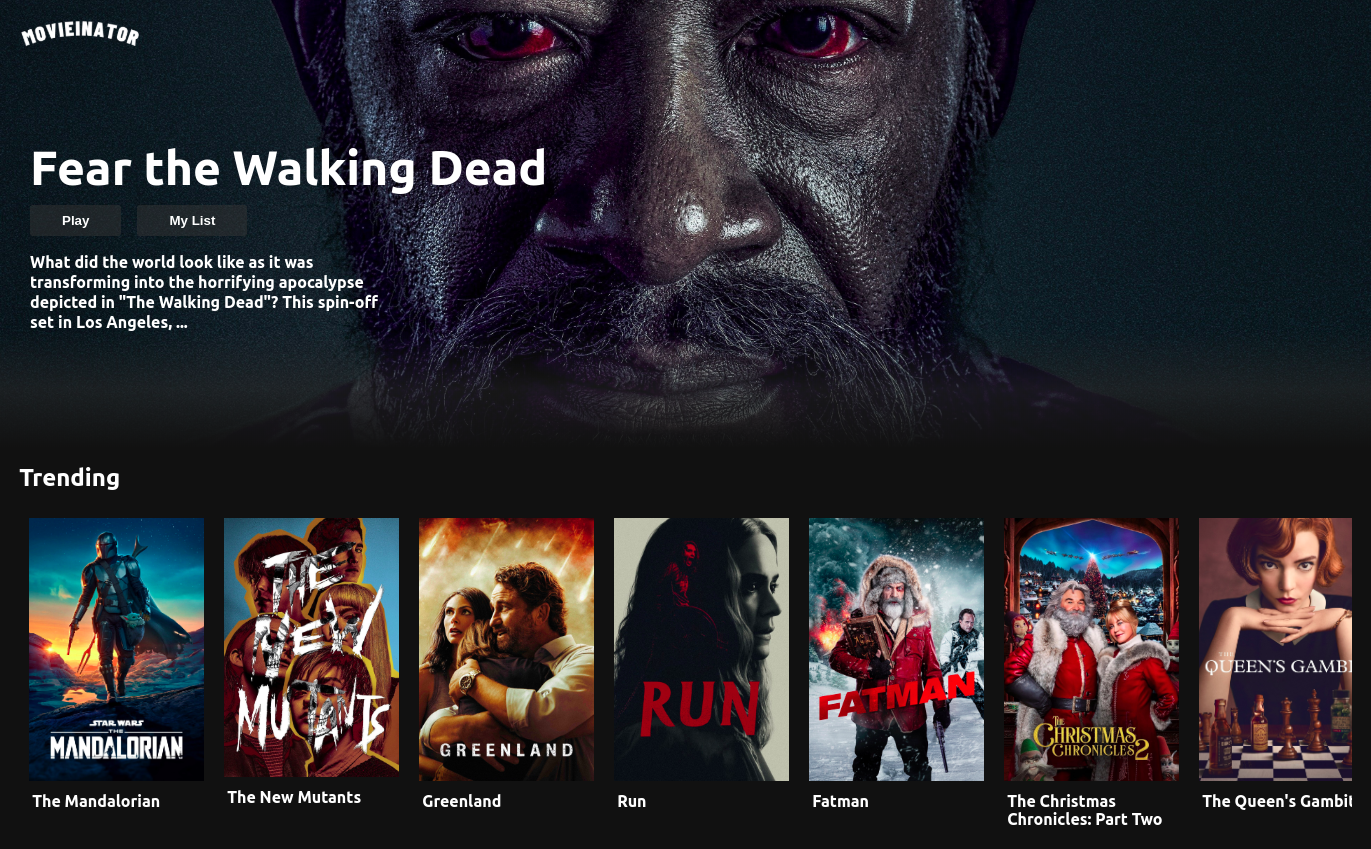 MOVIEINATOR
Fear the Walking Dead
Play
My List
What did the world look like as it was
transforming into the horrifying apocalypse
depicted in "The Walking Dead"? This spin-off
set in Los Angeles, ...
Trending
STAR WARS
THE
MANDALORIAN
The Mandalorian
THE
NEW
MUTANTS
The New Mutants
GREENLAND
Greenland
RUN
Run
FATMAN
Fatman
The
CHRISTMAS
CHRONICLES 2
The Christmas
Chronicles: Part Two
THE
QUEEN'S GAMBI
The Queen's Gambit